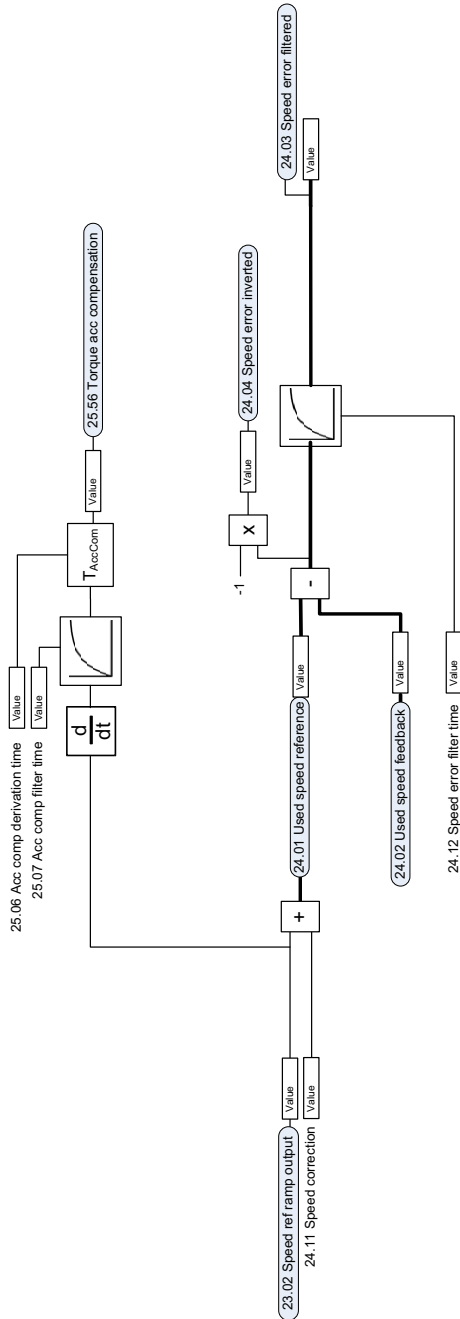 25.06 Acc comp derivation time
Value
25.07 Acc comp filter time
Value
d
dt
TAccCom
Value
25.56 Torque acc compensation
-1
x
Value
24.04 Speed error inverted
23.02 Speed ref ramp output
Value
24.11 Speed correction
Value
+
24.01 Used speed reference
Value
-
24.02 Used speed feedback
Value
24.03 Speed error filtered
Value
24.12 Speed error filter time
Value